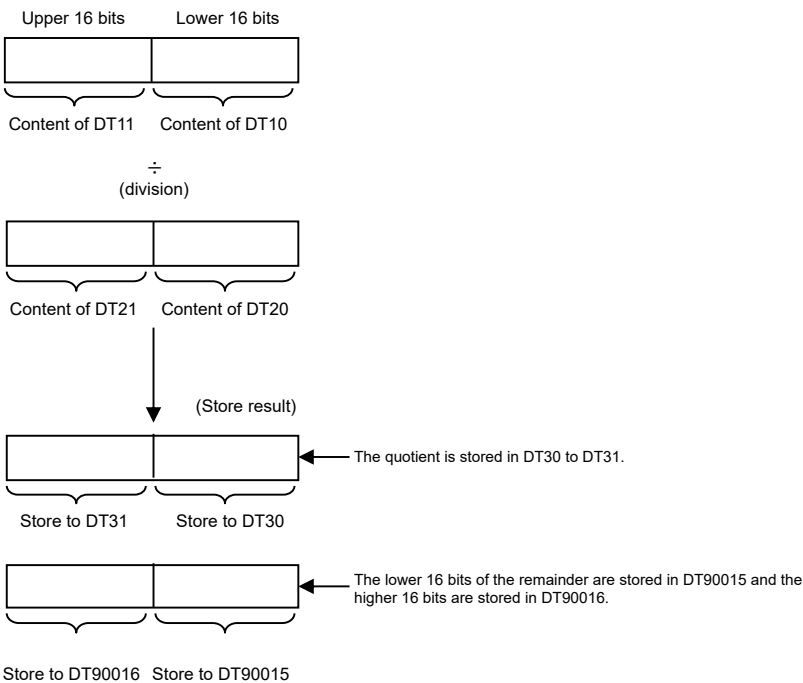 Upper 16 bits Lower 16 bits
Content of DT11 Content of DT10
÷
(division)
Content of DT21 Content of DT20
(Store result)
The quotient is stored in DT30 to DT31.
Store to DT31 Store to DT30
The lower 16 bits of the remainder are stored in DT90015 and the
higher 16 bits are stored in DT90016.
Store to DT90016 Store to DT90015